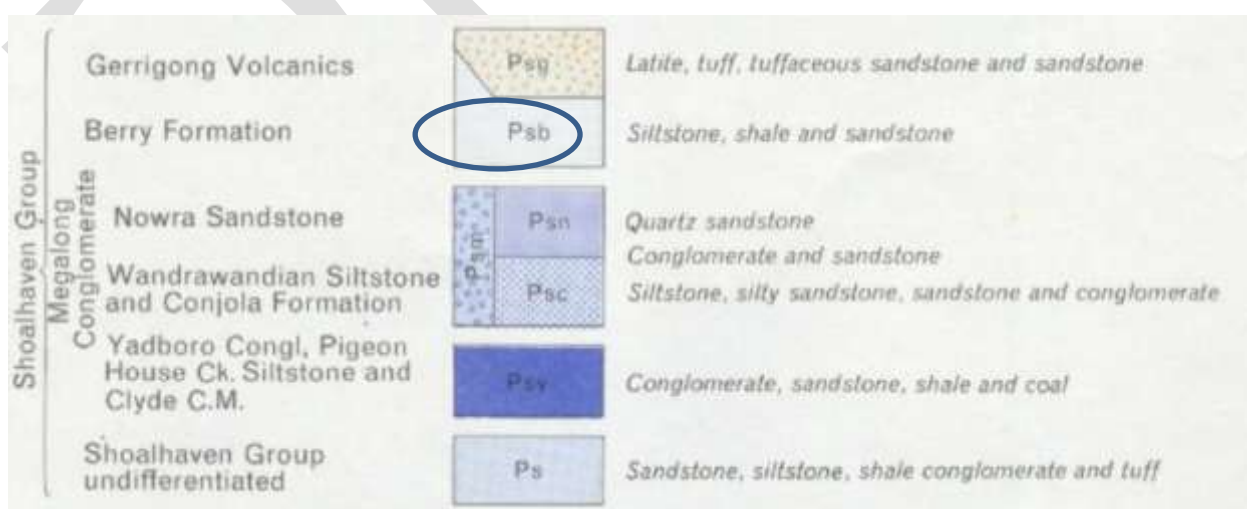 Shoalhaven Group
Megalong
Conglomerate
Gerrigong Volcanics
Psg
Latite, tuff, tuffaceous sandstone and sandstone
Berry Formation
Psb
Siltstone, shale and sandstone
Nowra Sandstone
Psm
Psn
Quartz sandstone
Conglomerate and sandstone
Wandrawandian Siltstone
and Conjola Formation
Psc
Siltstone, silty sandstone, sandstone and conglomerate
Yadboro Congl, Pigeon
House Ck. Siltstone and
Clyde C.M.
Psy
Conglomerate, sandstone, shale and coal
Shoalhaven Group
undifferentiated
Ps
Sandstone, siltstone, shale conglomerate and tuff